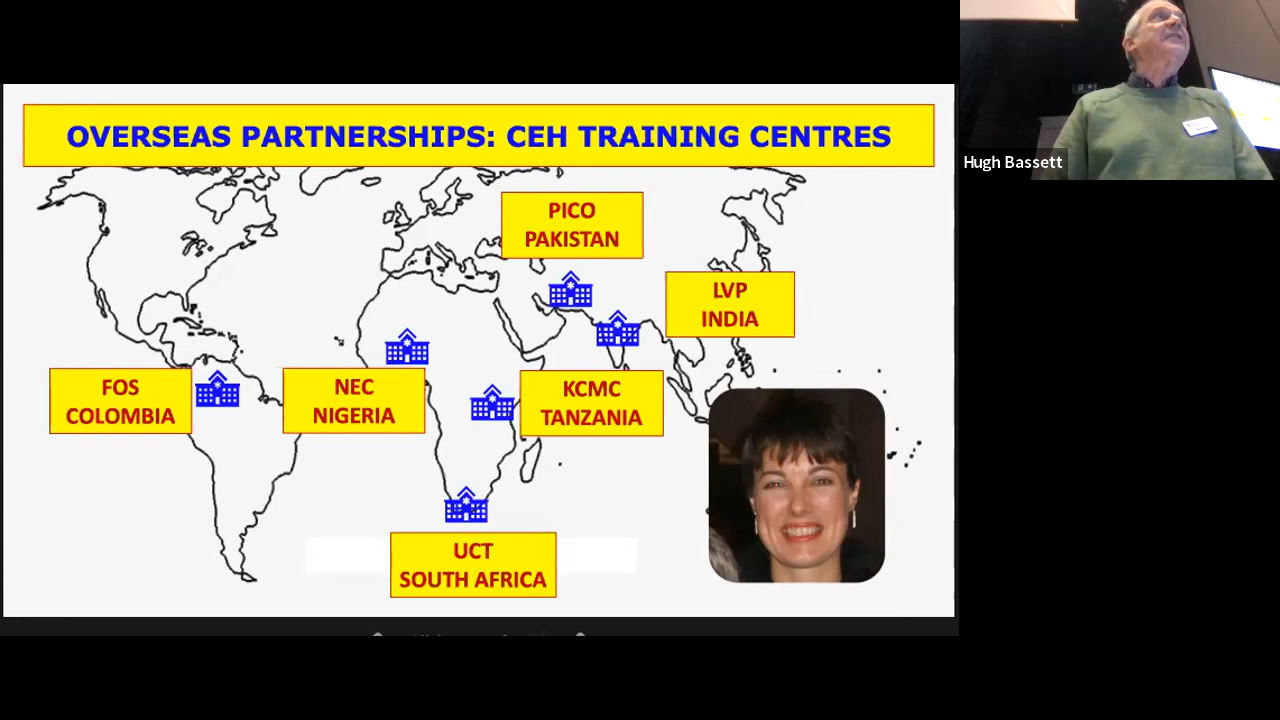 OVERSEAS PARTNERSHIPS: CEH TRAINING CENTRES
Hugh Bassett
PICO
PAKISTAN
LVP
INDIA
FOS
COLOMBIA
NEC
NIGERIA
KCMC
TANZANIA
UCT
SOUTH AFRICA